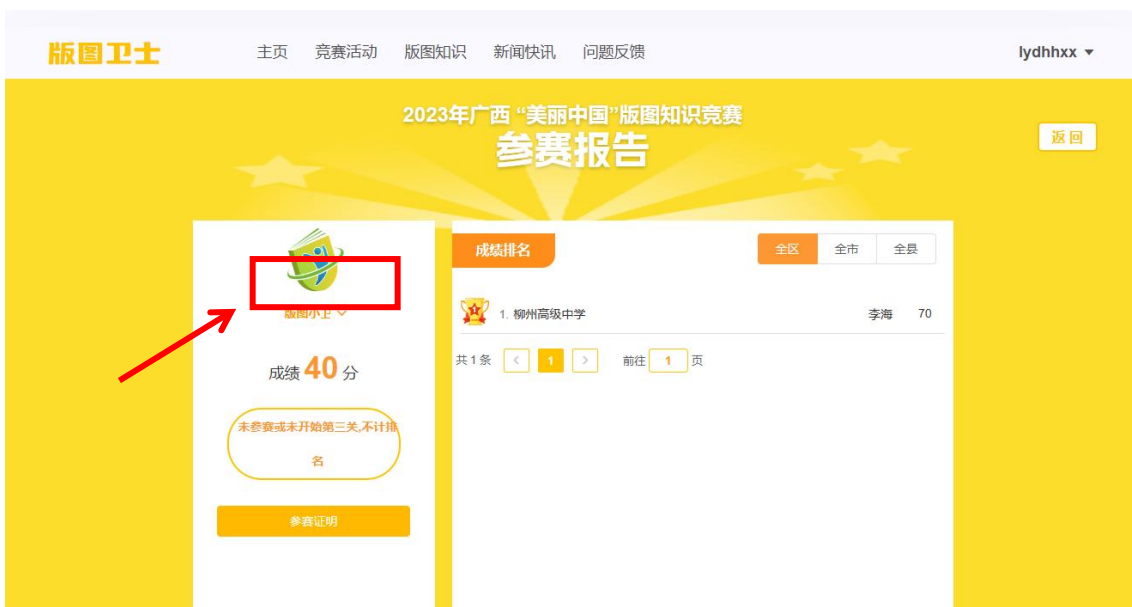 版图卫士
主页 竞赛活动 版图知识 新闻快讯 问题反馈
lydhhxx
2023年广西 “美丽中国”版图知识竞赛
参赛报告
返回
版图小卫
成绩 40 分
未参赛或未开始第三关,不计排
名
参赛证明
成绩排名
全区 全市 全县
1. 柳州高级中学 李海 70
共 1 条 < 1 > 前往 1 页